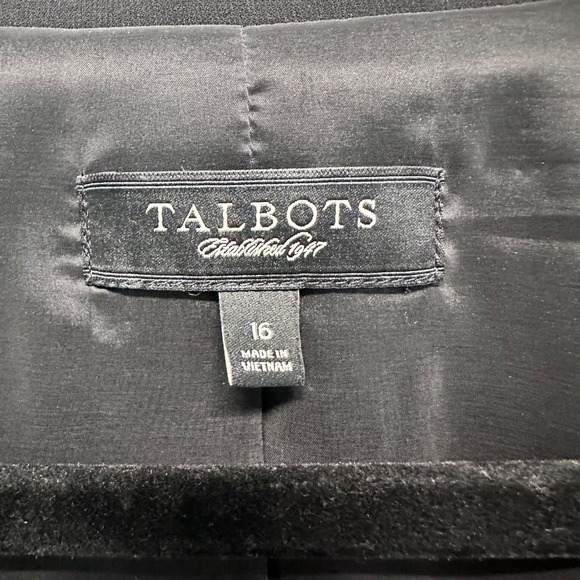 TALBOTS
Established 1947
16
MADE IN
VIETNAM